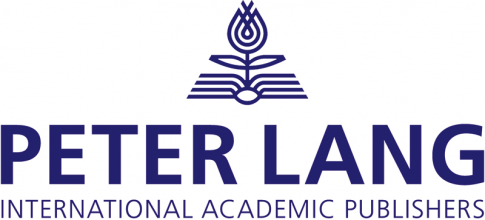 PETER LANG
INTERNATIONAL ACADEMIC PUBLISHERS